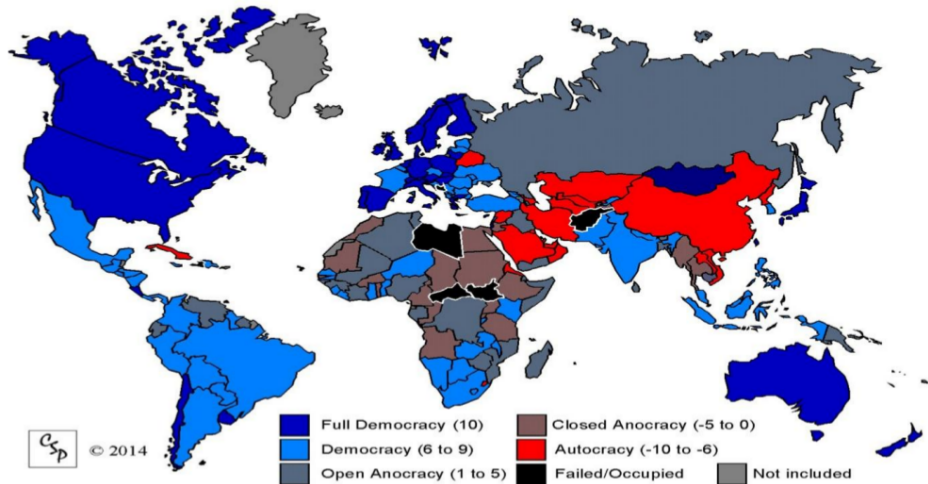 Full Democracy (10)
Closed Anocracy (-5 to 0)
CSP
© 2014
Democracy (6 to 9)
Autocracy (-10 to -6)
Open Anocracy (1 to 5)
Failed/Occupied
Not included